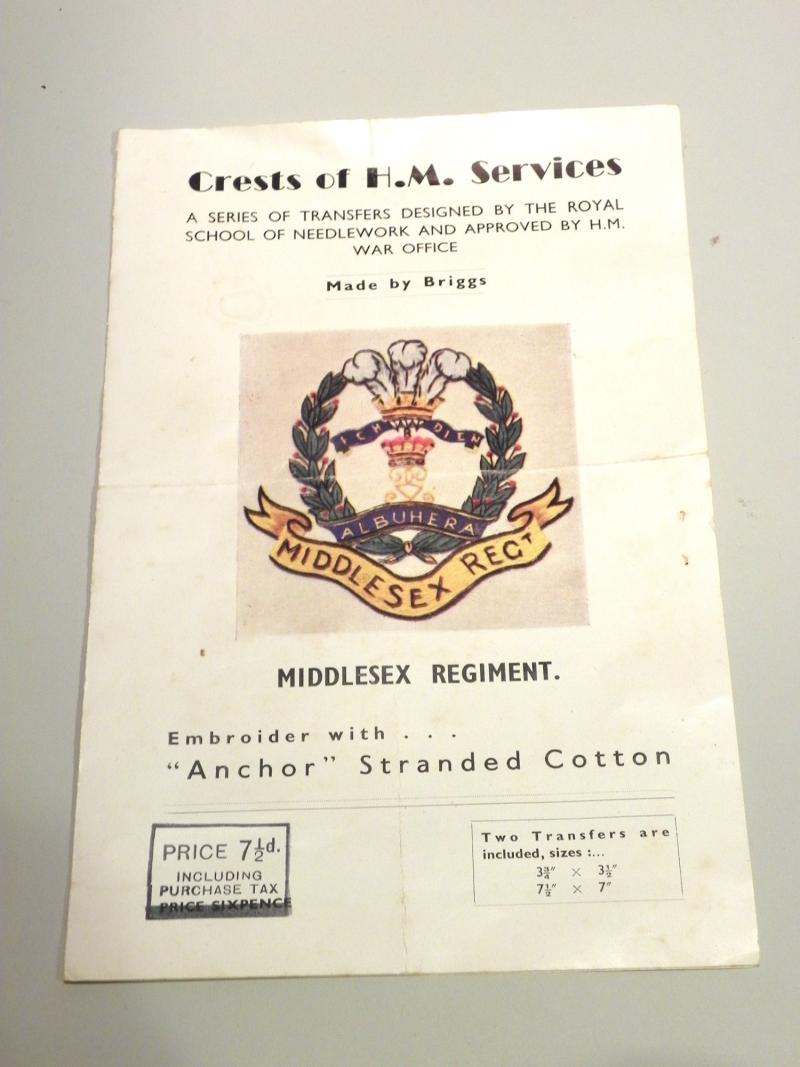 Crests of H.M. Services
A SERIES OF TRANSFERS DESIGNED BY THE ROYAL
SCHOOL OF NEEDLEWORK AND APPROVED BY H.M.
WAR OFFICE
Made by Briggs
ICH DIEN
ALBUHERA
MIDDLESEX REGT
MIDDLESEX REGIMENT.
Embroider with . . .
“Anchor” Stranded Cotton
PRICE 7½d.
INCLUDING
PURCHASE TAX
PRICE SIXPENCE
Two Transfers are
included, sizes :...
3¾" × 3½"
7½" × 7"